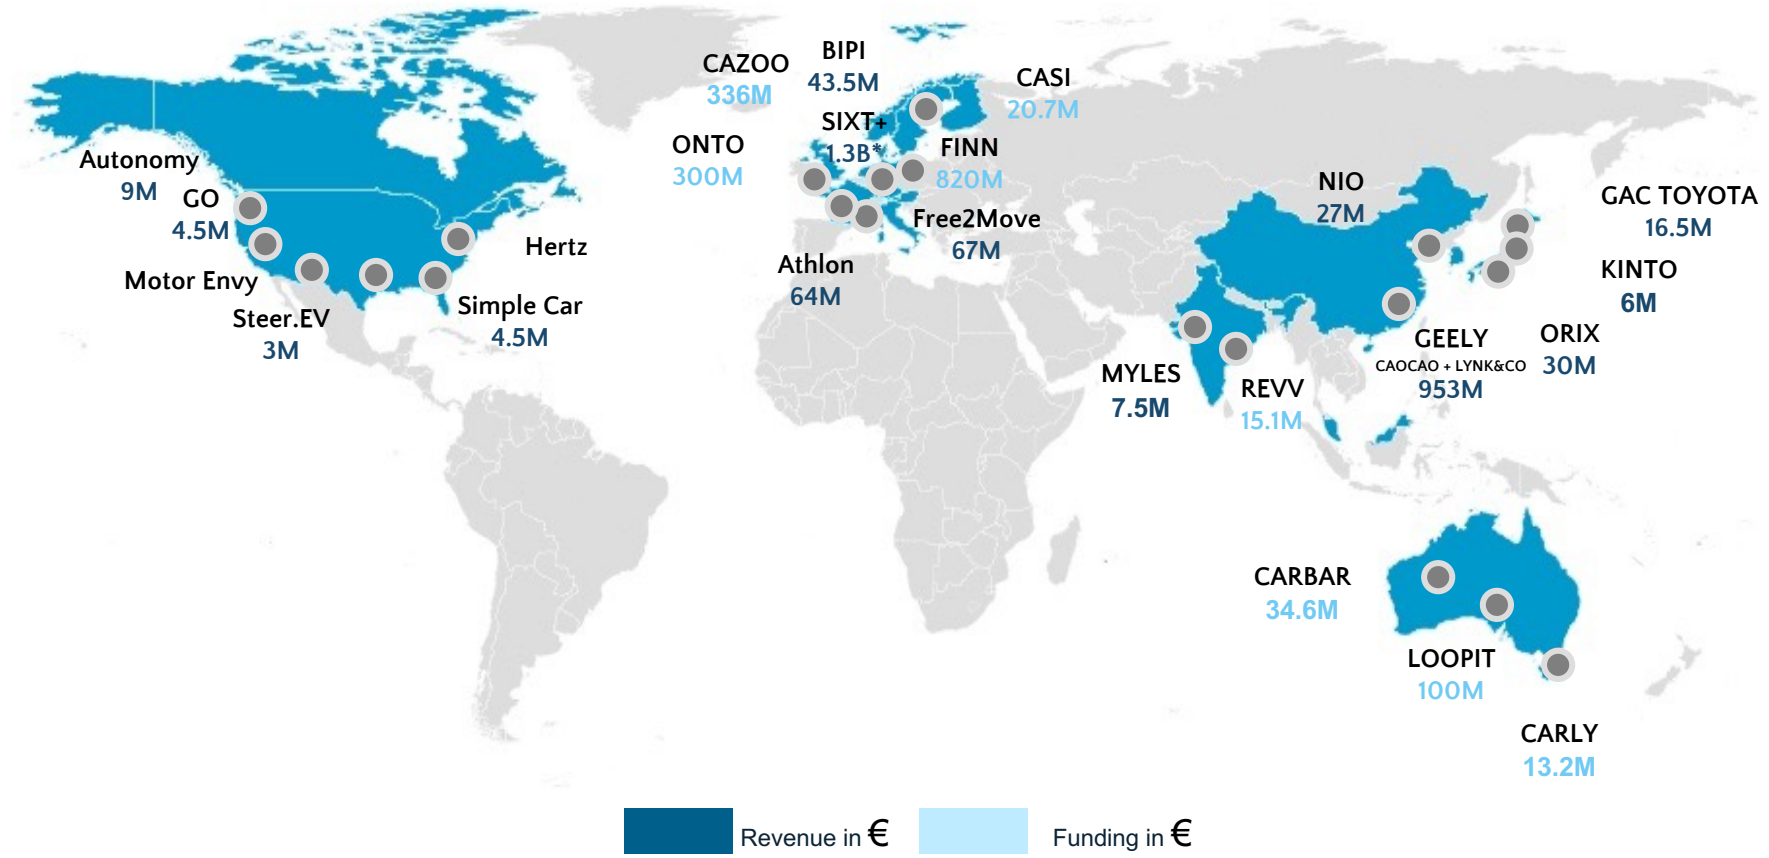 CAZOO
336M
BIPI
43.5M
CASI
20.7M
SIXT+
1.3B*
ONTO
300M
FINN
820M
Free2Move
67M
Athlon
64M
Autonomy
9M
GO
4.5M
Motor Envy
Steer.EV
3M
Hertz
Simple Car
4.5M
NIO
27M
GAC TOYOTA
16.5M
KINTO
6M
ORIX
30M
GEELY
CAOCAO + LYNK&CO
953M
MYLES
7.5M
REVV
15.1M
CARBAR
34.6M
LOOPIT
100M
CARLY
13.2M
Revenue in €
Funding in €